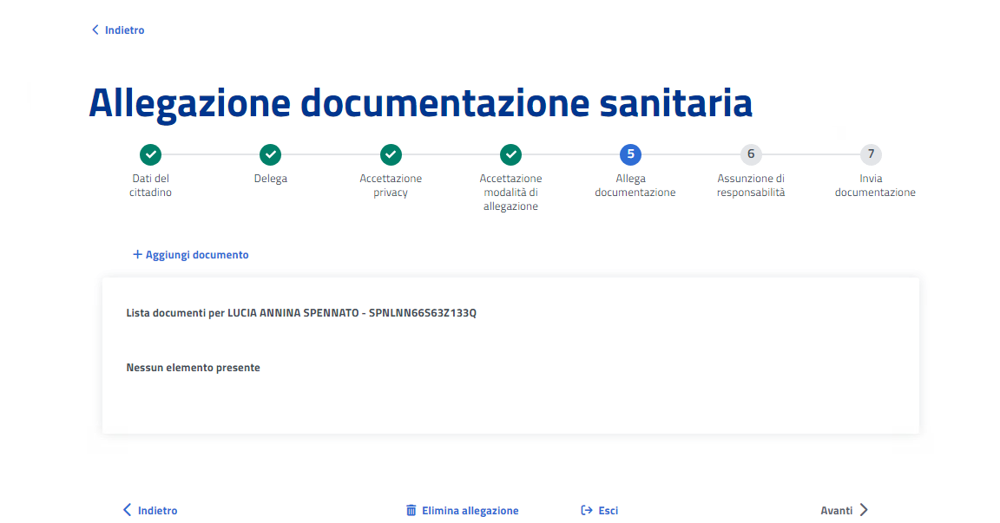 Indietro
Allegazione documentazione sanitaria
5
6
7
Dati del
cittadino
Delega
Accettazione
privacy
Accettazione
modalità di
allegazione
Allega
documentazione
Assunzione di
responsabilità
Invia
documentazione
+ Aggiungi documento
Lista documenti per LUCIA ANNINA SPENNATO - SPNLNN66S63Z133Q
Nessun elemento presente
Indietro
Elimina allegazione
Esci
Avanti